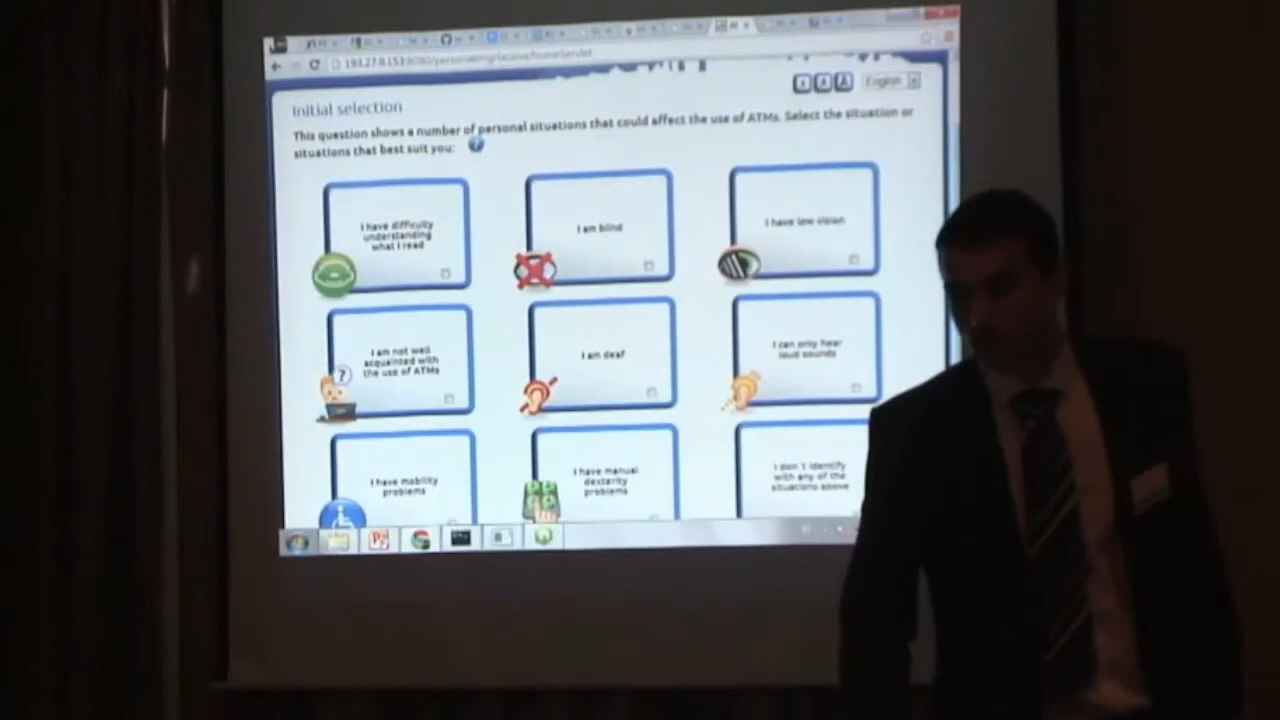 English
Initial selection
This question shows a number of personal situations that could affect the use of ATMs. Select the situation or
situations that best suit you:
?
I have difficulty
understanding
what I read
I am blind
I have low vision
I am not well
acquainted with
the use of ATMs
?
I am deaf
I can only hear
loud sounds
I have mobility
problems
I have manual
dexterity
problems
I don´t identify
with any of the
situations above